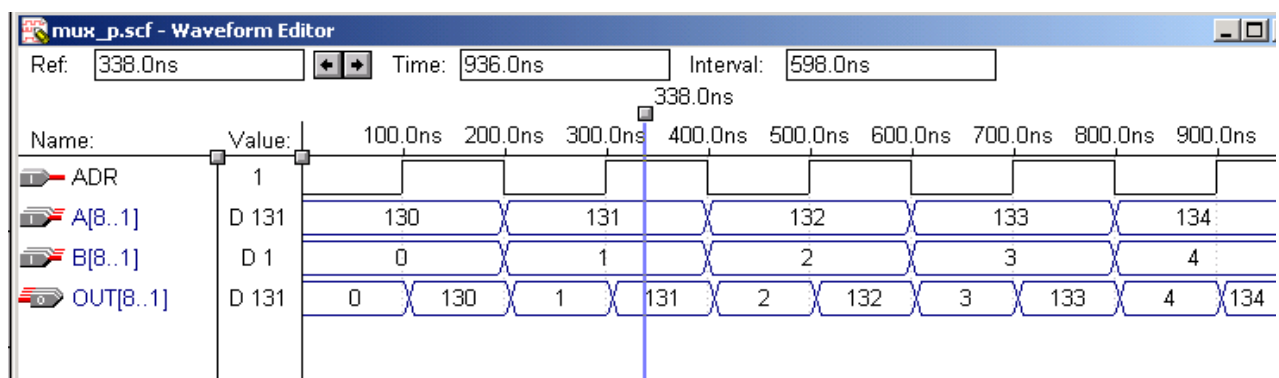 mux_p.scf - Waveform Editor
Ref: 338.0ns Time: 936.0ns Interval: 598.0ns
338.0ns
Name: Value: 100.0ns 200.0ns 300.0ns 400.0ns 500.0ns 600.0ns 700.0ns 800.0ns 900.0ns
ADR 1
A[8..1] D 131 130 131 132 133 134
B[8..1] D 1 0 1 2 3 4
OUT[8..1] D 131 0 130 1 131 2 132 3 133 4 134